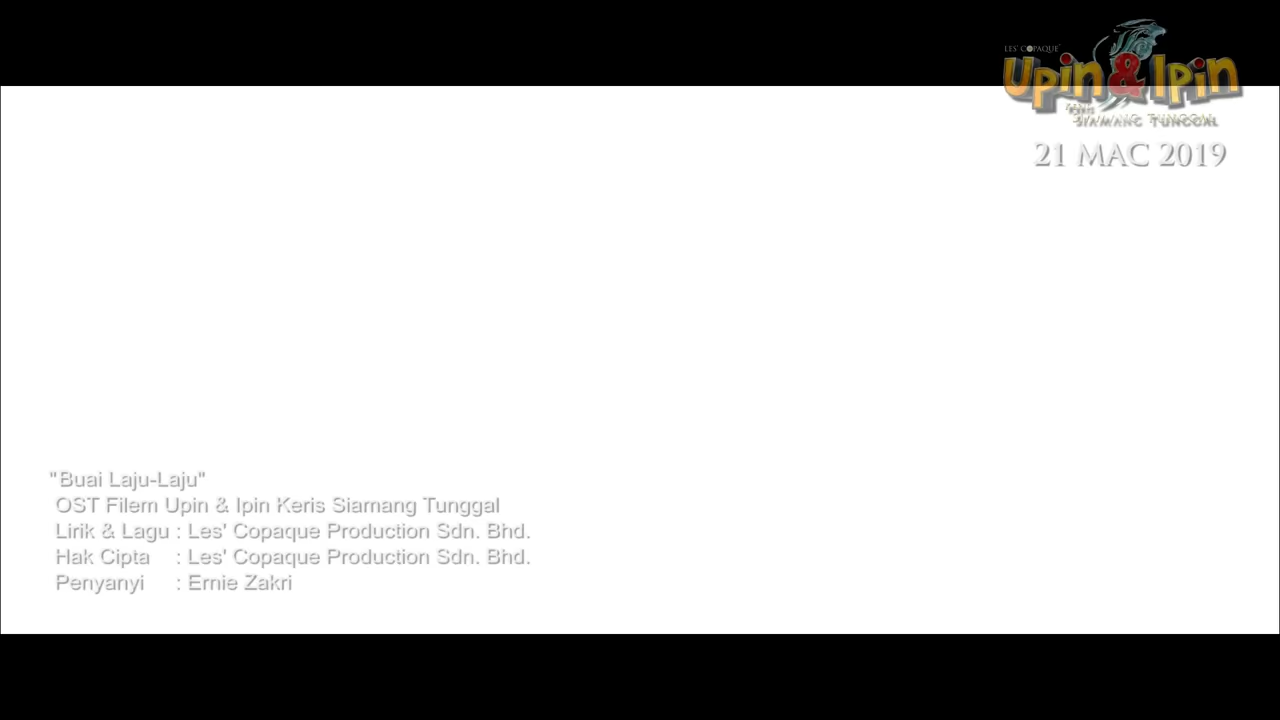 LES' COPAQUE
Upin & Ipin
KERIS
SIAMANG TUNGGAL
21 MAC 2019
"Buai Laju-Laju"
OST Filem Upin & Ipin Keris Siamang Tunggal
Lirik & Lagu : Les' Copaque Production Sdn. Bhd.
Hak Cipta : Les' Copaque Production Sdn. Bhd.
Penyanyi : Ernie Zakri